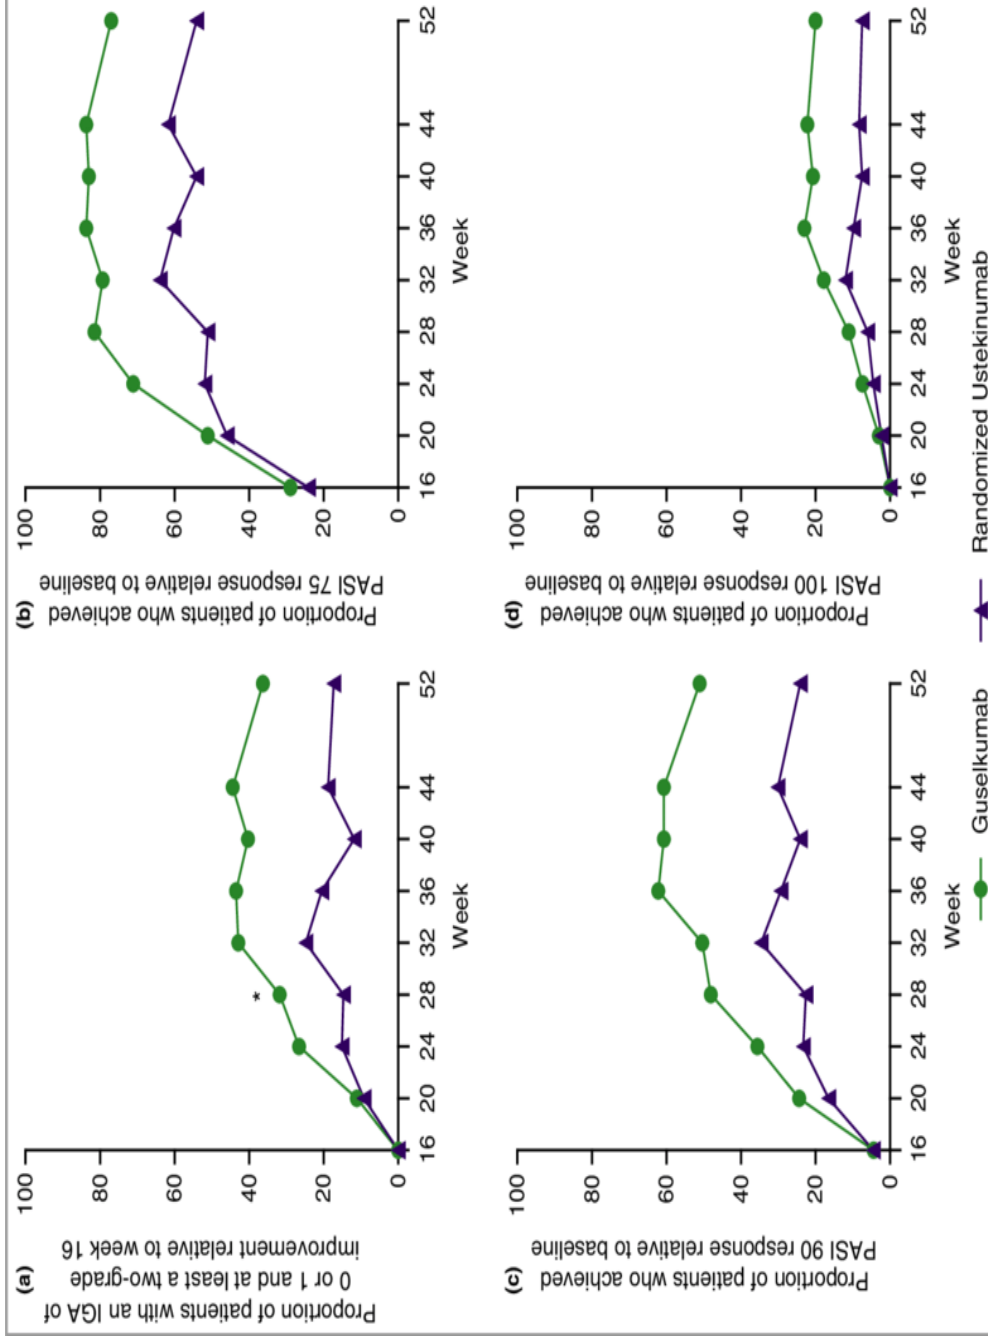 (a)
Proportion of patients with an IGA of
0 or 1 and at least a two-grade
improvement relative to week 16
100
80
60
40
20
0
*
16 20 24 28 32 36 40 44 52
Week
(b)
Proportion of patients who achieved
PASI 75 response relative to baseline
100
80
60
40
20
0
16 20 24 28 32 36 40 44 52
Week
(c)
Proportion of patients who achieved
PASI 90 response relative to baseline
100
80
60
40
20
0
16 20 24 28 32 36 40 44 52
Week
(d)
Proportion of patients who achieved
PASI 100 response relative to baseline
100
80
60
40
20
0
16 20 24 28 32 36 40 44 52
Week
Guselkumab Randomized Ustekinumab